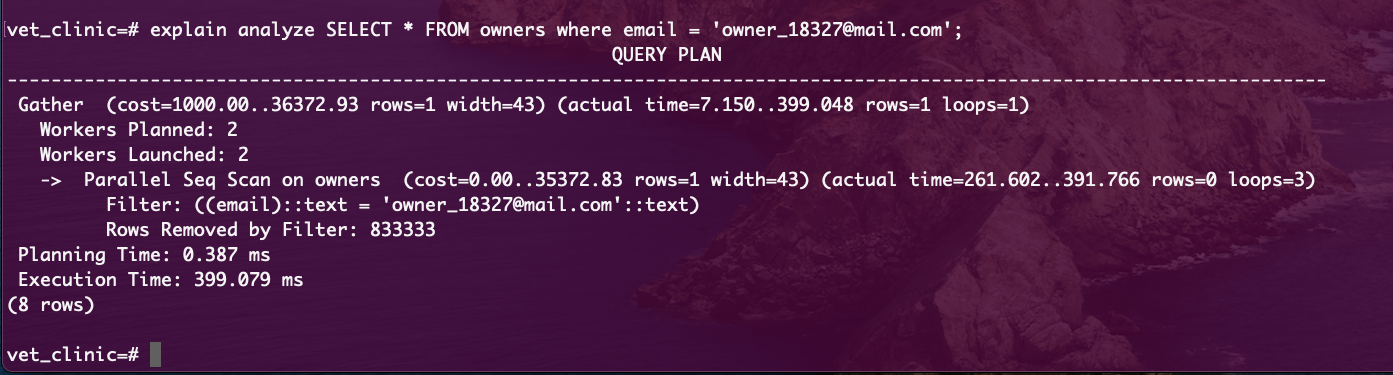 vet_clinic=# explain analyze SELECT * FROM owners where email = 'owner_18327@mail.com';
QUERY PLAN
------------------------------------------------------------------------------------------------------------------------
Gather  (cost=1000.00..36372.93 rows=1 width=43) (actual time=7.150..399.048 rows=1 loops=1)
Workers Planned: 2
Workers Launched: 2
->  Parallel Seq Scan on owners  (cost=0.00..35372.83 rows=1 width=43) (actual time=261.602..391.766 rows=0 loops=3)
Filter: ((email)::text = 'owner_18327@mail.com'::text)
Rows Removed by Filter: 833333
Planning Time: 0.387 ms
Execution Time: 399.079 ms
(8 rows)
vet_clinic=#